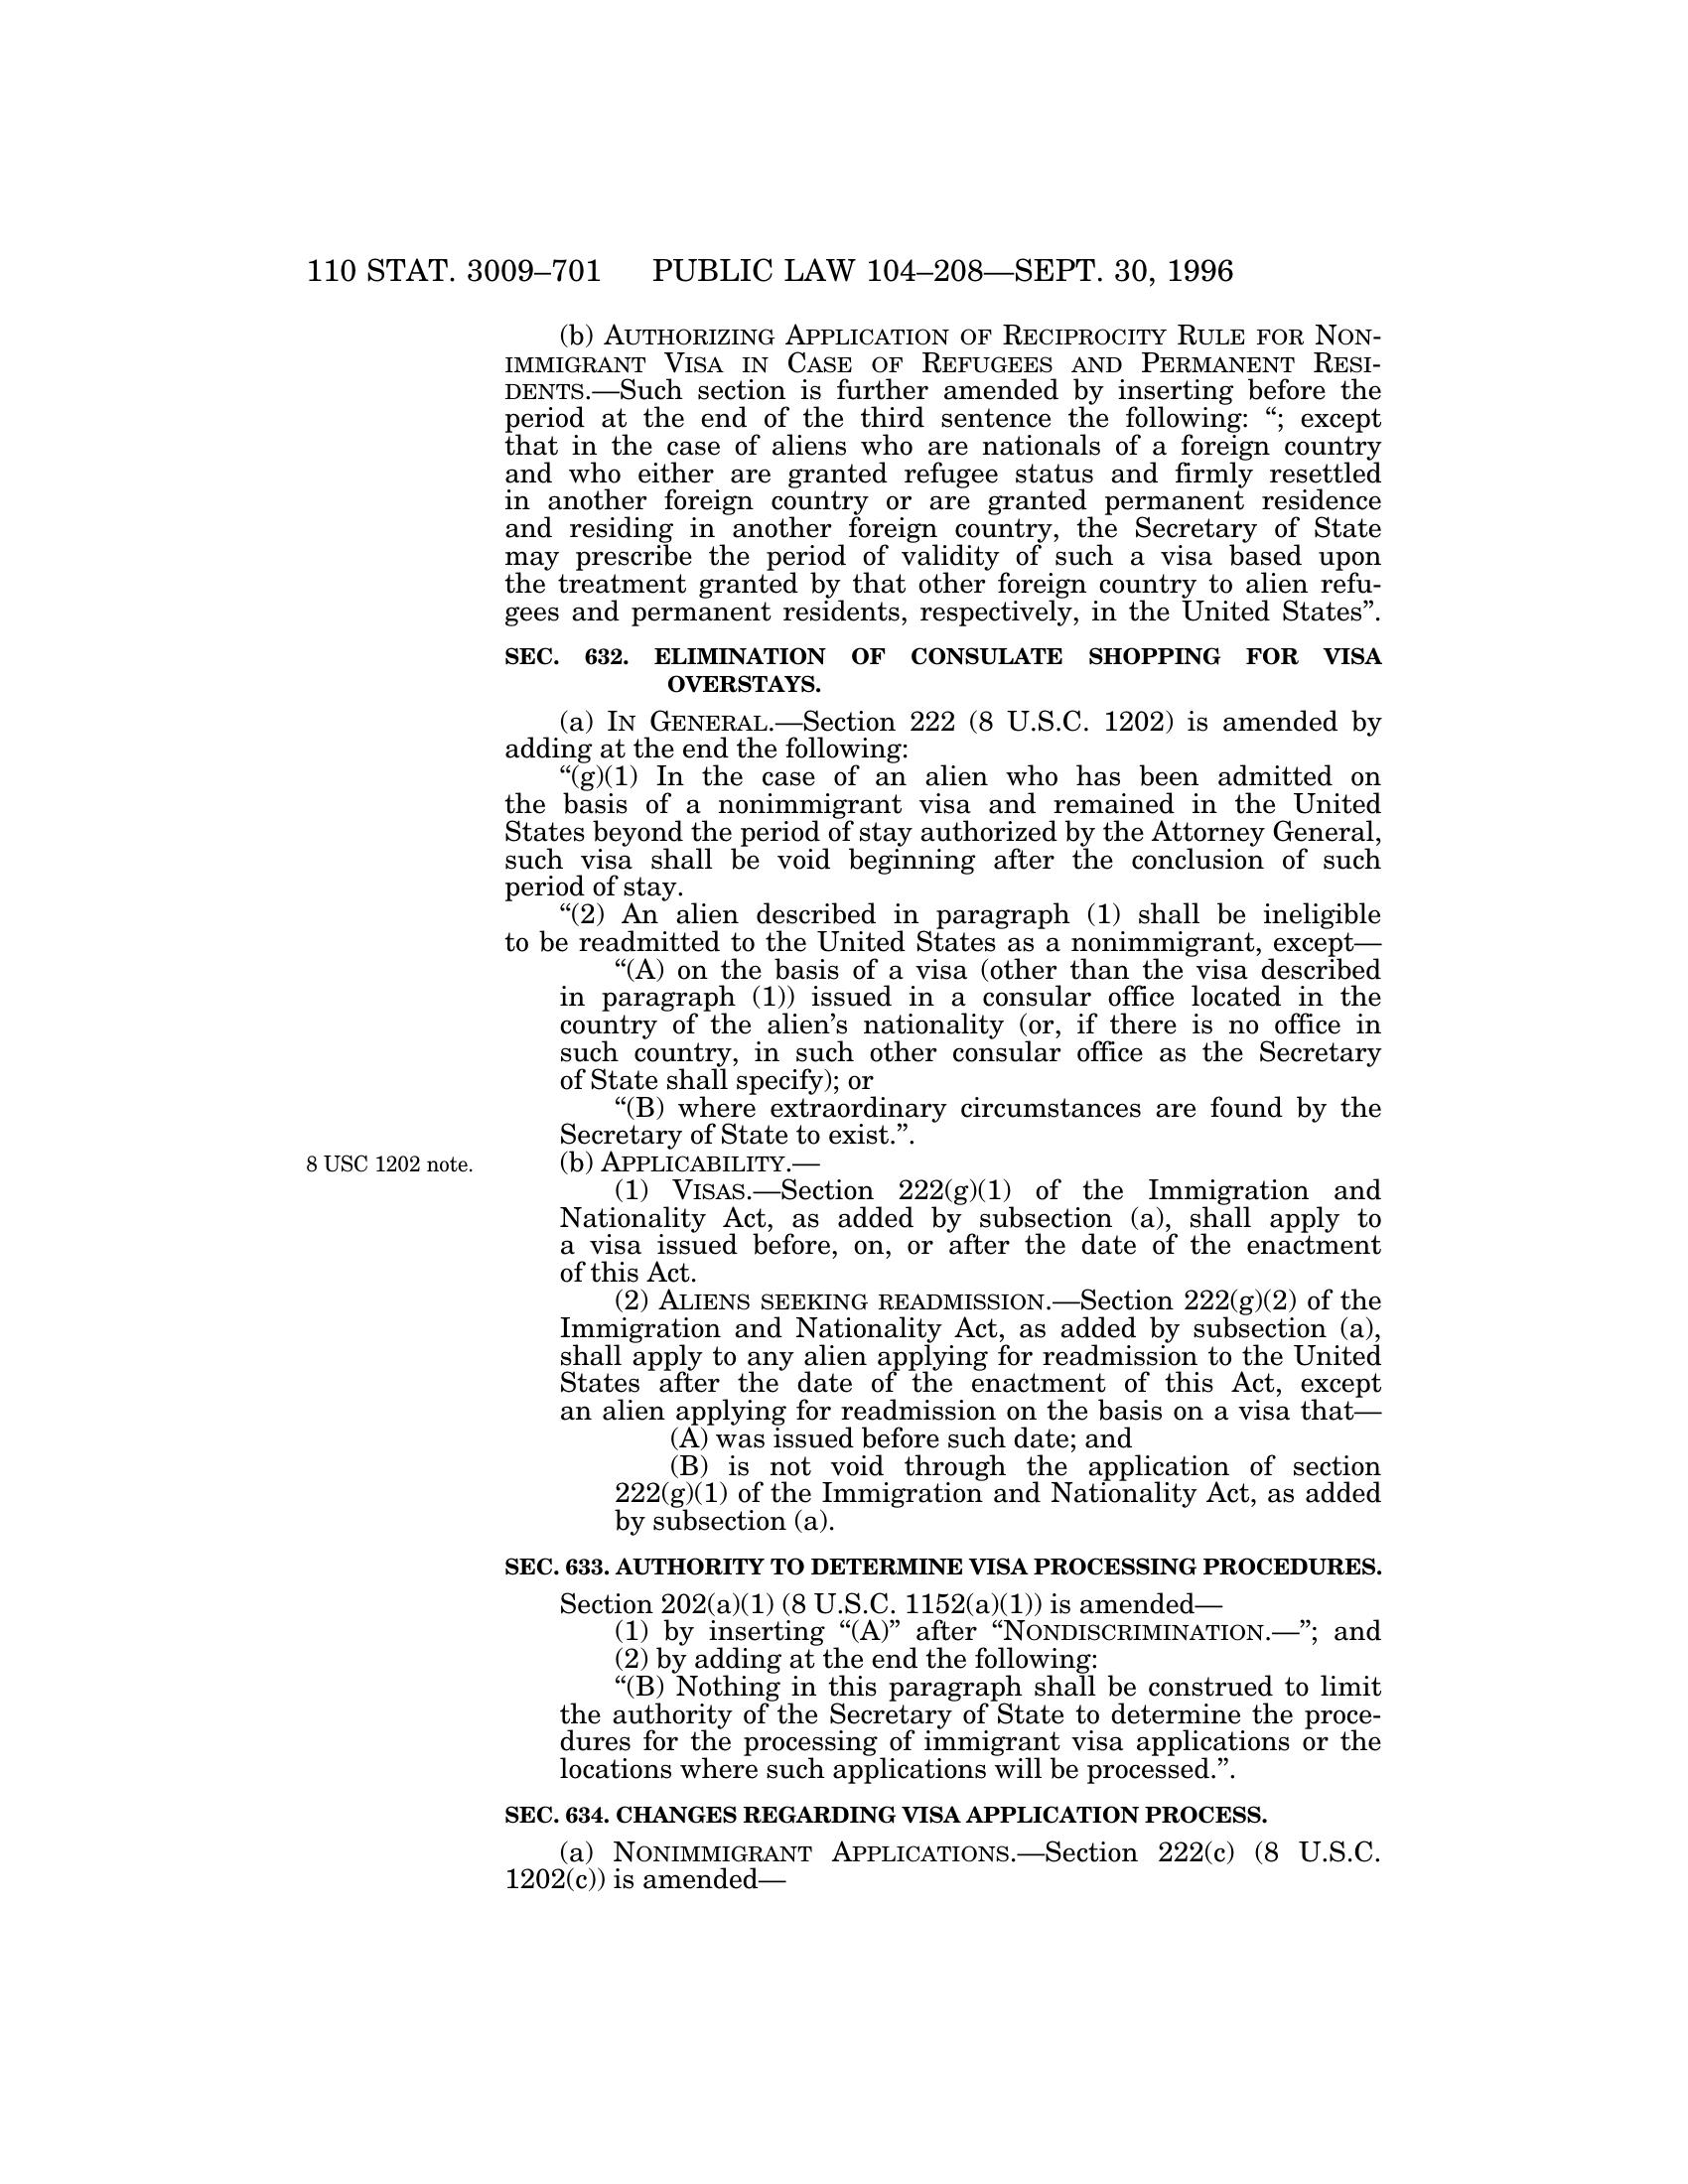 110 STAT. 3009–701 PUBLIC LAW 104–208—SEPT. 30, 1996
(b) AUTHORIZING APPLICATION OF RECIPROCITY RULE FOR NON-
IMMIGRANT VISA IN CASE OF REFUGEES AND PERMANENT RESI-
DENTS.—Such section is further amended by inserting before the
period at the end of the third sentence the following: “; except
that in the case of aliens who are nationals of a foreign country
and who either are granted refugee status and firmly resettled
in another foreign country or are granted permanent residence
and residing in another foreign country, the Secretary of State
may prescribe the period of validity of such a visa based upon
the treatment granted by that other foreign country to alien refu-
gees and permanent residents, respectively, in the United States”.
SEC. 632. ELIMINATION OF CONSULATE SHOPPING FOR VISA
OVERSTAYS.
(a) IN GENERAL.—Section 222 (8 U.S.C. 1202) is amended by
adding at the end the following:
“(g)(1) In the case of an alien who has been admitted on
the basis of a nonimmigrant visa and remained in the United
States beyond the period of stay authorized by the Attorney General,
such visa shall be void beginning after the conclusion of such
period of stay.
“(2) An alien described in paragraph (1) shall be ineligible
to be readmitted to the United States as a nonimmigrant, except—
“(A) on the basis of a visa (other than the visa described
in paragraph (1)) issued in a consular office located in the
country of the alien’s nationality (or, if there is no office in
such country, in such other consular office as the Secretary
of State shall specify); or
“(B) where extraordinary circumstances are found by the
Secretary of State to exist.”.
8 USC 1202 note.
(b) APPLICABILITY.—
(1) VISAS.—Section 222(g)(1) of the Immigration and
Nationality Act, as added by subsection (a), shall apply to
a visa issued before, on, or after the date of the enactment
of this Act.
(2) ALIENS SEEKING READMISSION.—Section 222(g)(2) of the
Immigration and Nationality Act, as added by subsection (a),
shall apply to any alien applying for readmission to the United
States after the date of the enactment of this Act, except
an alien applying for readmission on the basis on a visa that—
(A) was issued before such date; and
(B) is not void through the application of section
222(g)(1) of the Immigration and Nationality Act, as added
by subsection (a).
SEC. 633. AUTHORITY TO DETERMINE VISA PROCESSING PROCEDURES.
Section 202(a)(1) (8 U.S.C. 1152(a)(1)) is amended—
(1) by inserting “(A)” after “NONDISCRIMINATION.—”; and
(2) by adding at the end the following:
“(B) Nothing in this paragraph shall be construed to limit
the authority of the Secretary of State to determine the proce-
dures for the processing of immigrant visa applications or the
locations where such applications will be processed.”.
SEC. 634. CHANGES REGARDING VISA APPLICATION PROCESS.
(a) NONIMMIGRANT APPLICATIONS.—Section 222(c) (8 U.S.C.
1202(c)) is amended—